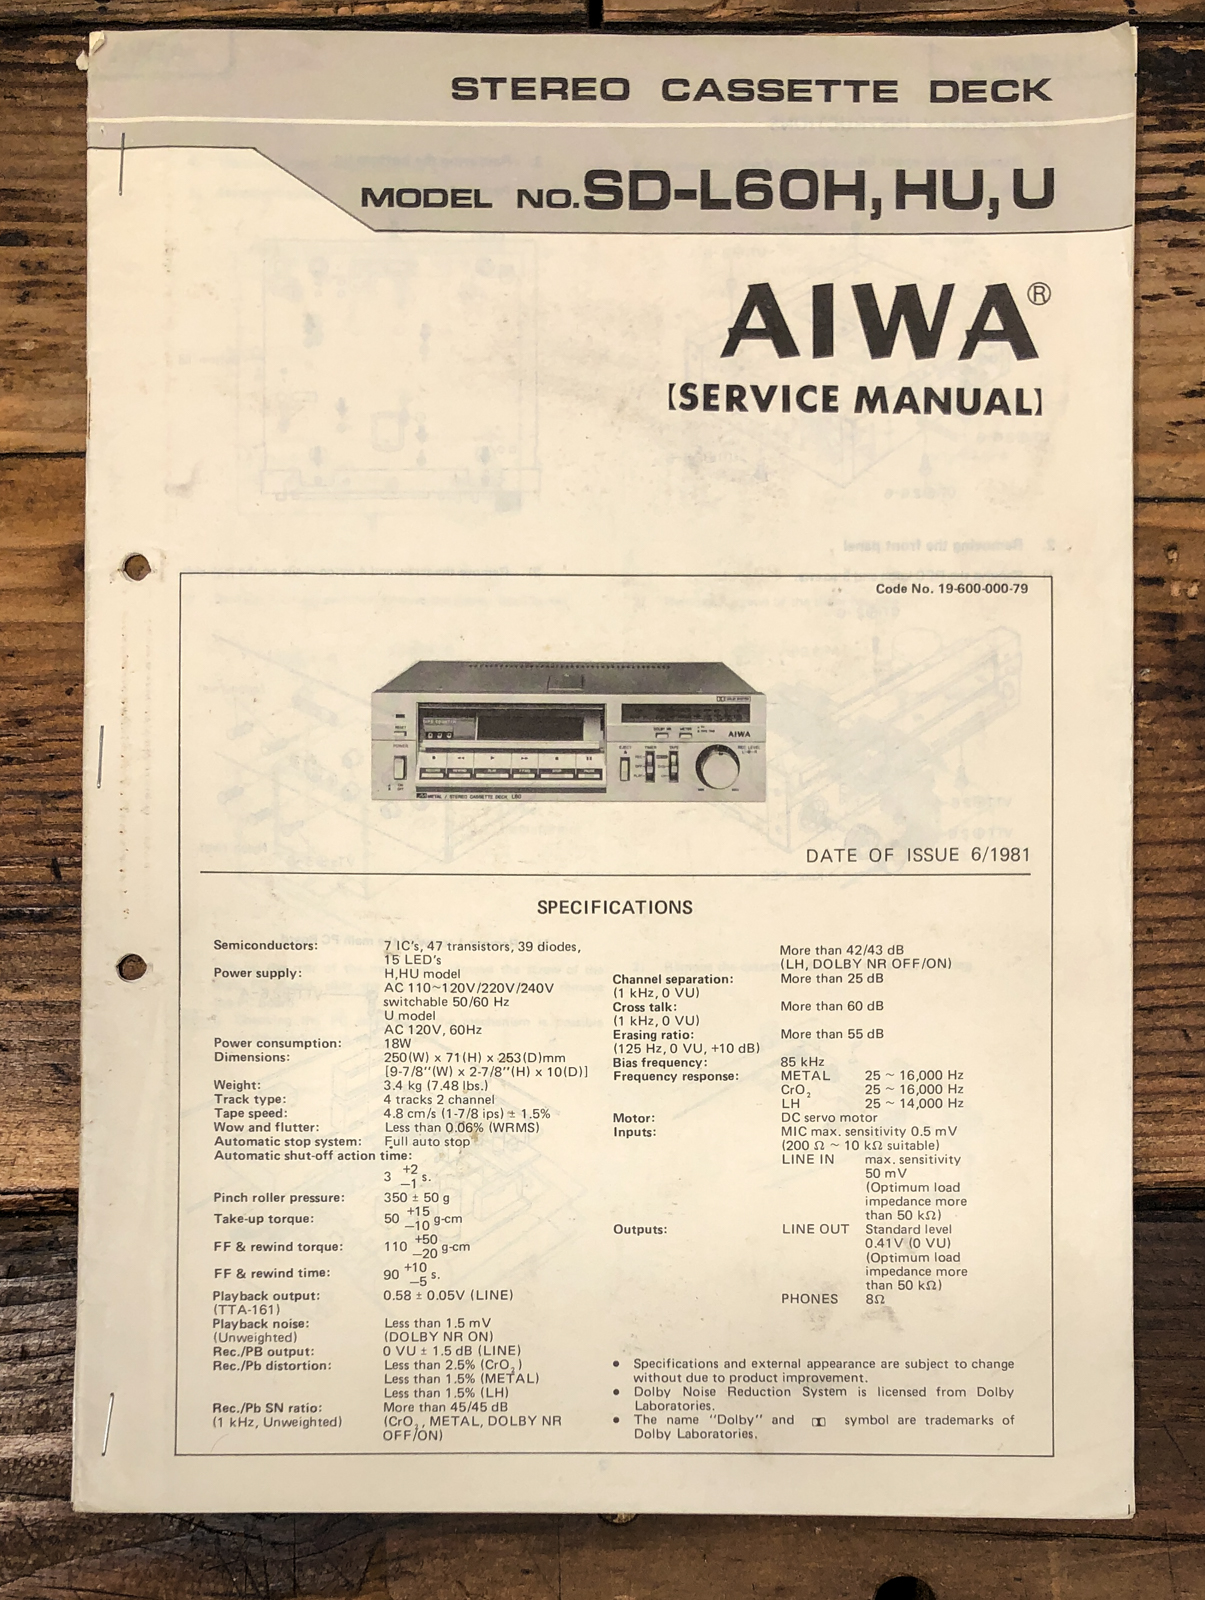 STEREO CASSETTE DECK
MODEL NO. SD-L60H, HU, U
AIWA®
[SERVICE MANUAL]
Code No. 19-600-000-79
AIWA
METAL / STEREO CASSETTE DECK L60
DATE OF ISSUE 6/1981
SPECIFICATIONS
Semiconductors: 7 IC's, 47 transistors, 39 diodes,
15 LED's
Power supply: H,HU model
AC 110~120V/220V/240V
switchable 50/60 Hz
U model
AC 120V, 60Hz
Power consumption: 18W
Dimensions: 250(W) x 71(H) x 253(D)mm
[9-7/8"(W) x 2-7/8"(H) x 10(D)]
Weight: 3.4 kg (7.48 lbs.)
Track type: 4 tracks 2 channel
Tape speed: 4.8 cm/s (1-7/8 ips) ± 1.5%
Wow and flutter: Less than 0.06% (WRMS)
Automatic stop system: Full auto stop
Automatic shut-off action time:
3 +2 −1 s.
Pinch roller pressure: 350 ± 50 g
Take-up torque: 50 +15 −10 g-cm
FF & rewind torque: 110 +50 −20 g-cm
FF & rewind time: 90 +10 −5 s.
Playback output: 0.58 ± 0.05V (LINE)
(TTA-161)
Playback noise: Less than 1.5 mV
(Unweighted) (DOLBY NR ON)
Rec./PB output: 0 VU ± 1.5 dB (LINE)
Rec./Pb distortion: Less than 2.5% (CrO₂)
Less than 1.5% (METAL)
Less than 1.5% (LH)
Rec./Pb SN ratio: More than 45/45 dB
(1 kHz, Unweighted) (CrO₂, METAL, DOLBY NR
OFF/ON)
More than 42/43 dB
(LH, DOLBY NR OFF/ON)
Channel separation: More than 25 dB
(1 kHz, 0 VU)
Cross talk: More than 60 dB
(1 kHz, 0 VU)
Erasing ratio: More than 55 dB
(125 Hz, 0 VU, +10 dB)
Bias frequency: 85 kHz
Frequency response: METAL 25 ~ 16,000 Hz
CrO₂ 25 ~ 16,000 Hz
LH 25 ~ 14,000 Hz
Motor: DC servo motor
Inputs: MIC max. sensitivity 0.5 mV
(200 Ω ~ 10 kΩ suitable)
LINE IN max. sensitivity
50 mV
(Optimum load
impedance more
than 50 kΩ)
Outputs: LINE OUT Standard level
0.41V (0 VU)
(Optimum load
impedance more
than 50 kΩ)
PHONES 8Ω
• Specifications and external appearance are subject to change
without due to product improvement.
• Dolby Noise Reduction System is licensed from Dolby
Laboratories.
• The name "Dolby" and symbol are trademarks of
Dolby Laboratories.